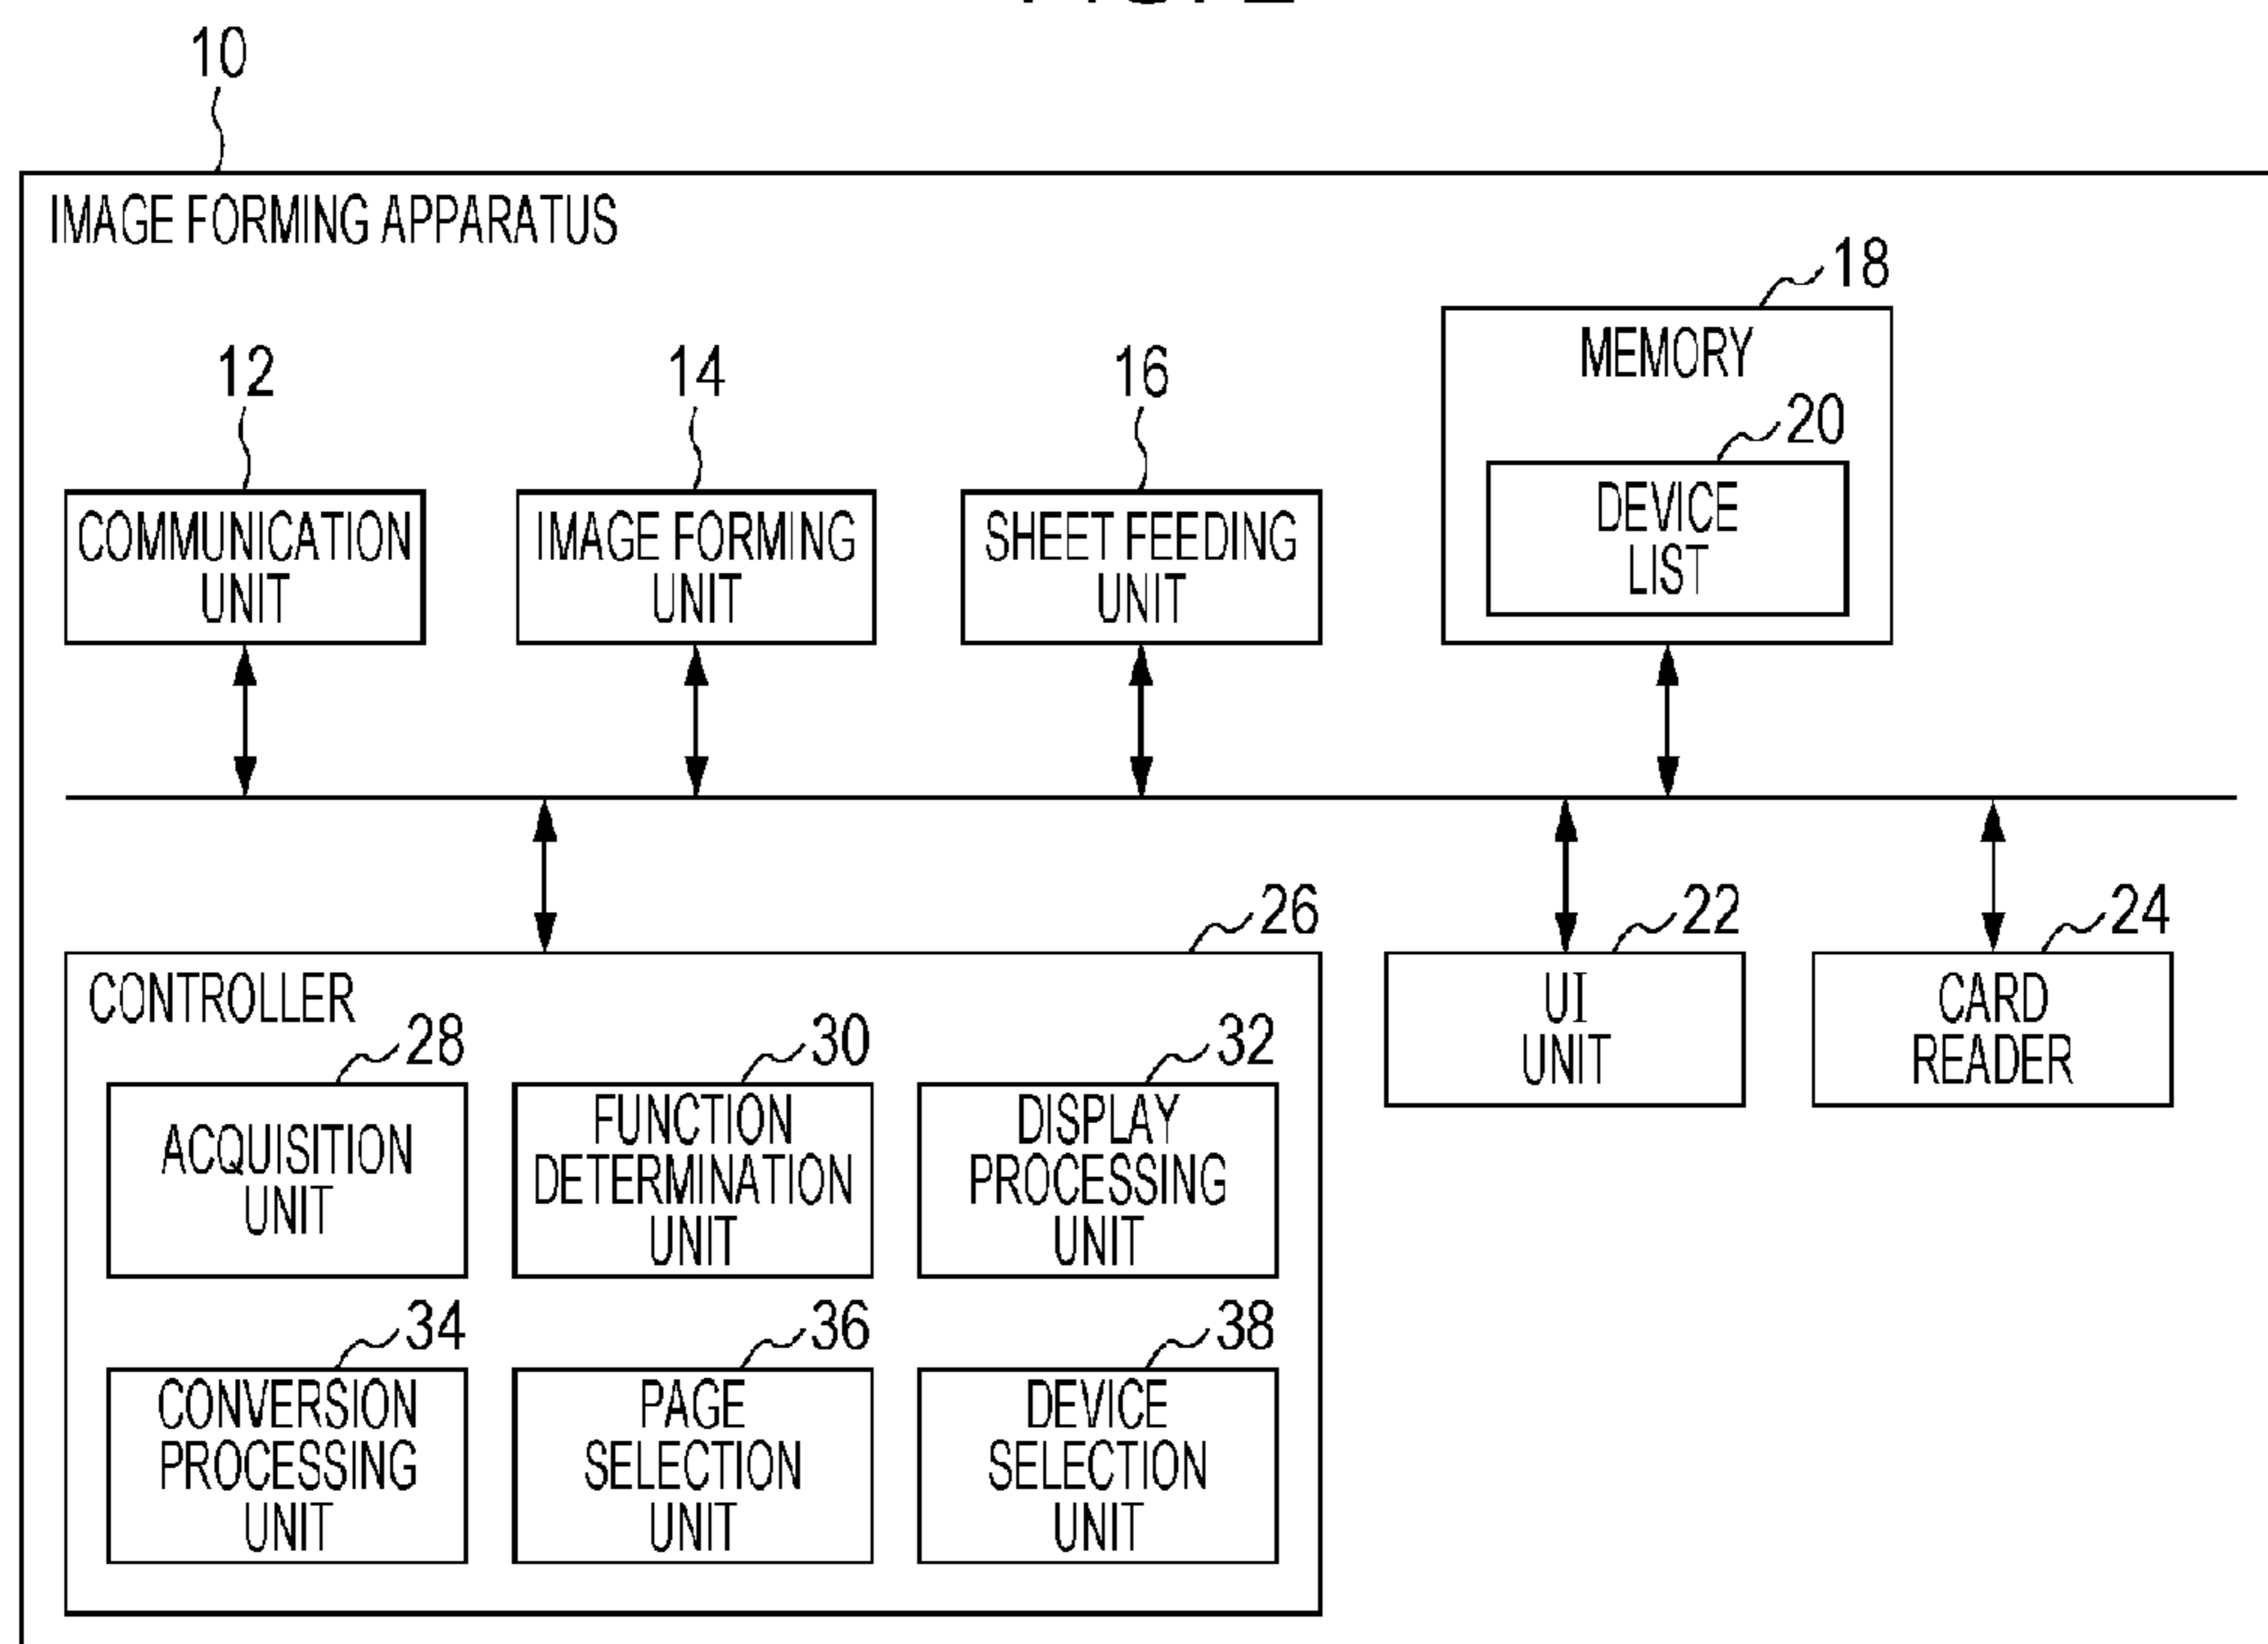 10
IMAGE FORMING APPARATUS
18
MEMORY
12
14
16
20
COMMUNICATION
UNIT
IMAGE FORMING
UNIT
SHEET FEEDING
UNIT
DEVICE
LIST
26
22
24
CONTROLLER
UI
UNIT
CARD
READER
28
30
32
ACQUISITION
UNIT
FUNCTION
DETERMINATION
UNIT
DISPLAY
PROCESSING
UNIT
34
36
38
CONVERSION
PROCESSING
UNIT
PAGE
SELECTION
UNIT
DEVICE
SELECTION
UNIT